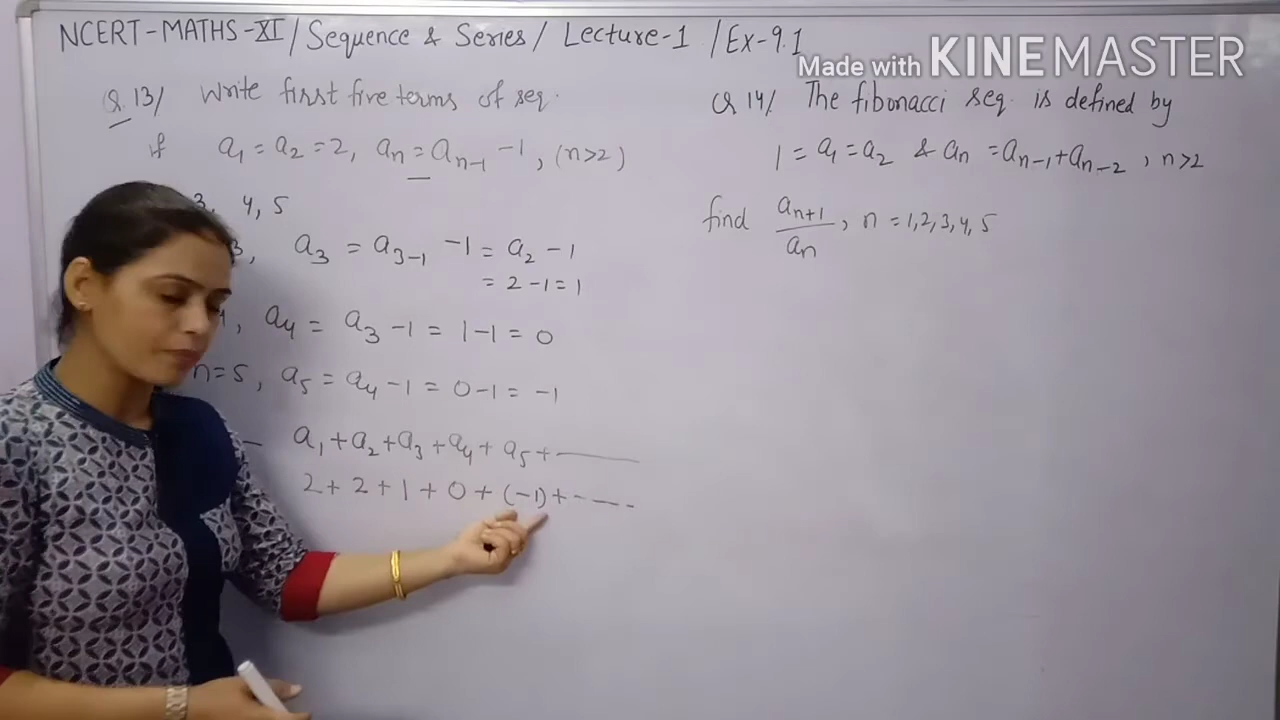 NCERT-MATHS-XI/Sequence & Series/ Lecture-1 /Ex-9.1
Made with KINEMASTER
Q.13/ Write first five terms of seq.
if a₁ = a₂ = 2, aₙ = aₙ₋₁ -1, (n>2)
3, 4, 5
3, a₃ = a₃₋₁ -1 = a₂ - 1
= 2 - 1 = 1
4, a₄ = a₃ - 1 = 1 - 1 = 0
n=5, a₅ = a₄ - 1 = 0 - 1 = -1
- a₁ + a₂ + a₃ + a₄ + a₅ + ———
2 + 2 + 1 + 0 + (-1) + ----
Q 14/ The fibonacci seq. is defined by
1 = a₁ = a₂ & aₙ = aₙ₋₁ + aₙ₋₂ , n>2
find aₙ₊₁/aₙ , n = 1,2,3,4,5